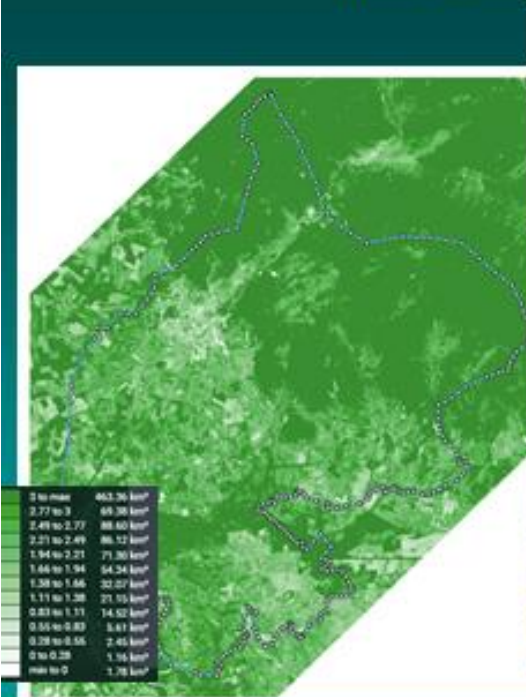 3 to max 463.36 km²
2.77 to 3 69.38 km²
2.49 to 2.77 88.60 km²
2.21 to 2.49 86.12 km²
1.94 to 2.21 71.30 km²
1.66 to 1.94 54.34 km²
1.38 to 1.66 32.07 km²
1.11 to 1.38 21.15 km²
0.83 to 1.11 14.52 km²
0.55 to 0.83 5.61 km²
0.28 to 0.55 2.45 km²
0 to 0.28 1.16 km²
min to 0 1.78 km²